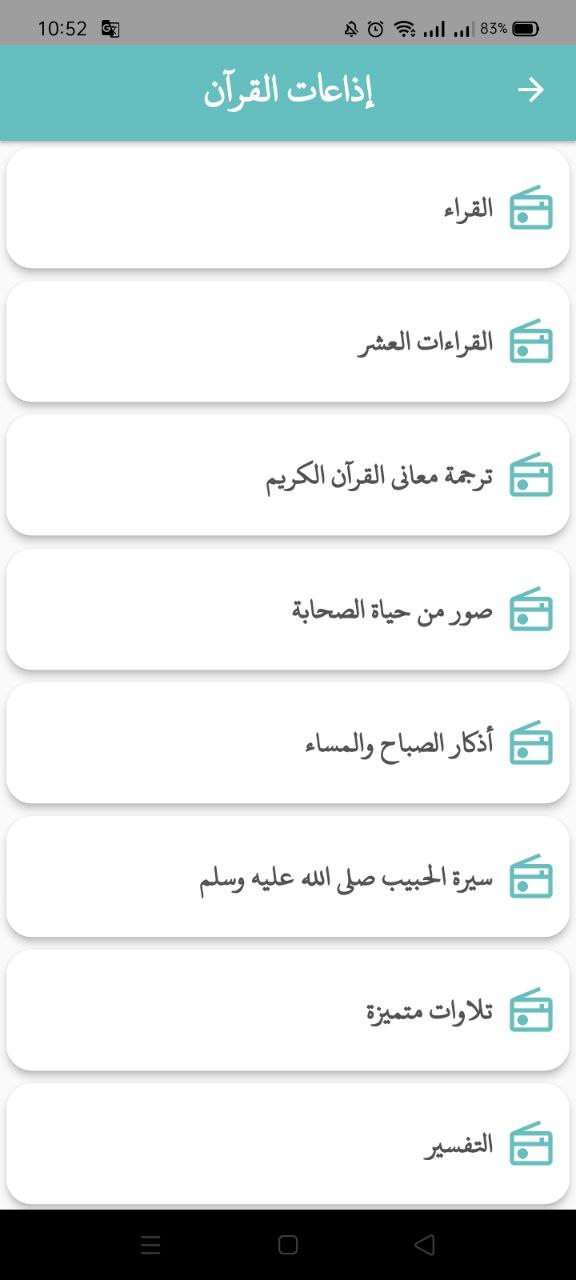 10:52
83%
إذاعات القرآن
القراء
القراءات العشر
ترجمة معانى القرآن الكريم
صور من حياة الصحابة
أذكار الصباح والمساء
سيرة الحبيب صلى الله عليه وسلم
تلاوات متميزة
التفسير